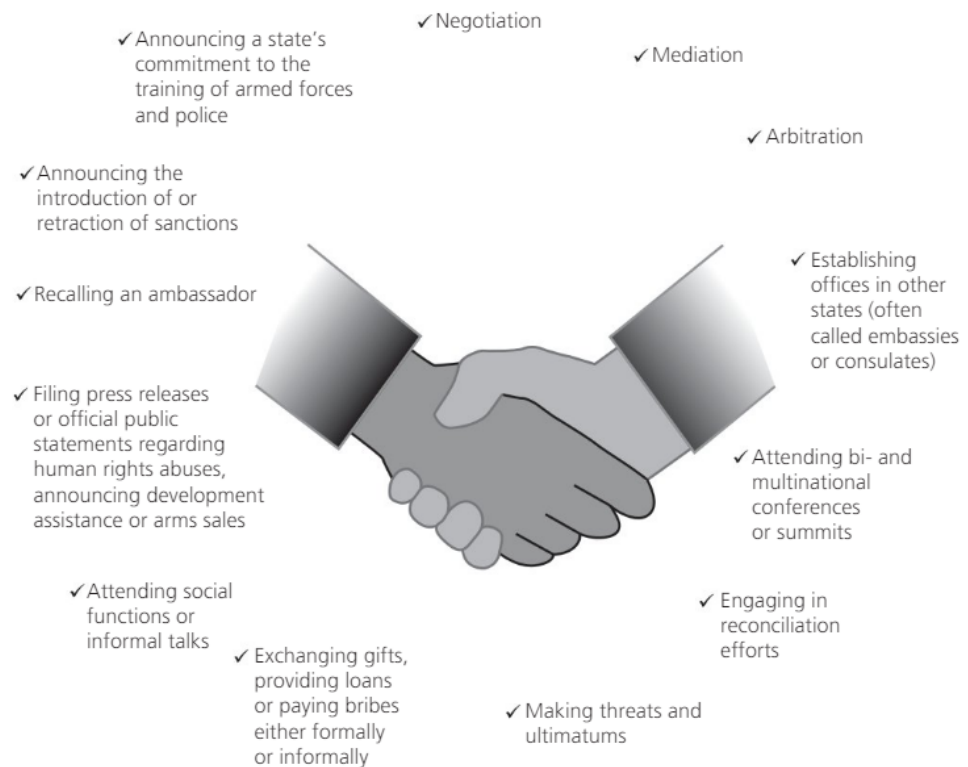 ✓ Negotiation
✓ Mediation
✓ Arbitration
✓ Establishing
offices in other
states (often
called embassies
or consulates)
✓ Attending bi- and
multinational
conferences
or summits
✓ Engaging in
reconciliation
efforts
✓ Making threats and
ultimatums
✓ Exchanging gifts,
providing loans
or paying bribes
either formally
or informally
✓ Attending social
functions or
informal talks
✓ Filing press releases
or official public
statements regarding
human rights abuses,
announcing development
assistance or arms sales
✓ Recalling an ambassador
✓ Announcing the
introduction of or
retraction of sanctions
✓ Announcing a state’s
commitment to the
training of armed forces
and police